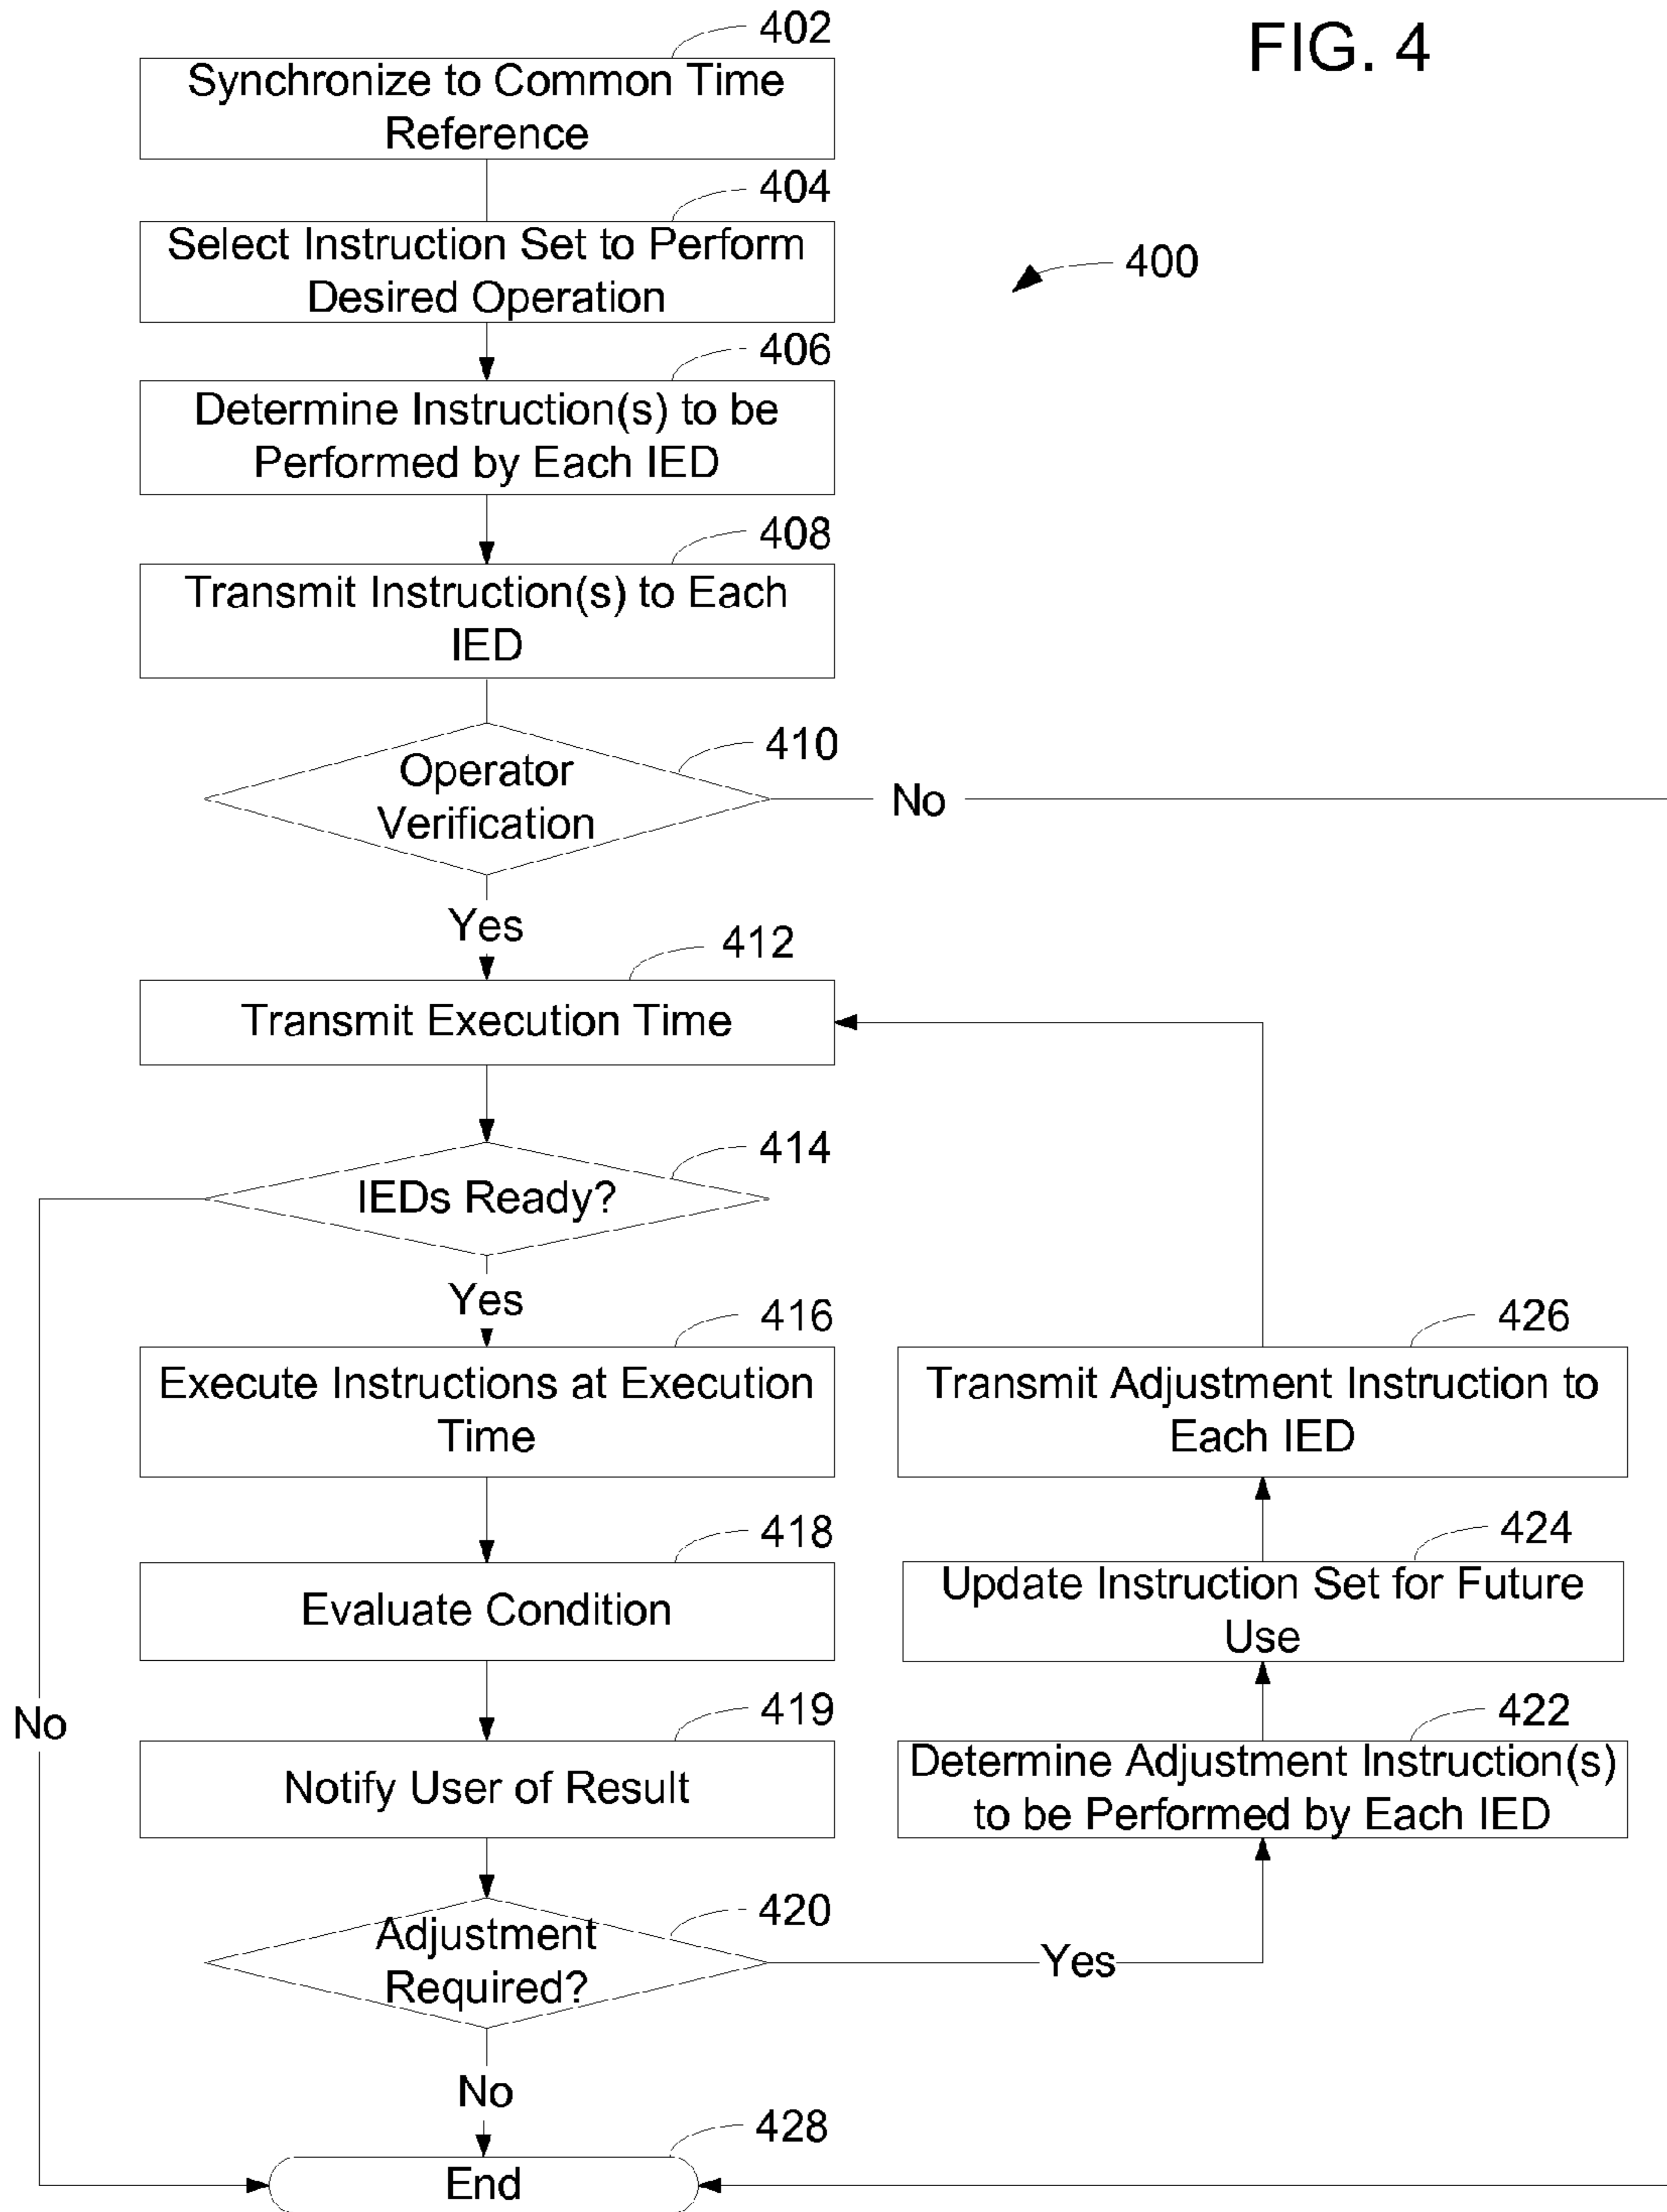 FIG. 4
400
402
Synchronize to Common Time
Reference
404
Select Instruction Set to Perform
Desired Operation
406
Determine Instruction(s) to be
Performed by Each IED
408
Transmit Instruction(s) to Each
IED
410
Operator
Verification
No
Yes
412
Transmit Execution Time
414
IEDs Ready?
Yes
No
416
Execute Instructions at Execution
Time
418
Evaluate Condition
419
Notify User of Result
420
Adjustment
Required?
Yes
No
422
Determine Adjustment Instruction(s)
to be Performed by Each IED
424
Update Instruction Set for Future
Use
426
Transmit Adjustment Instruction to
Each IED
428
End